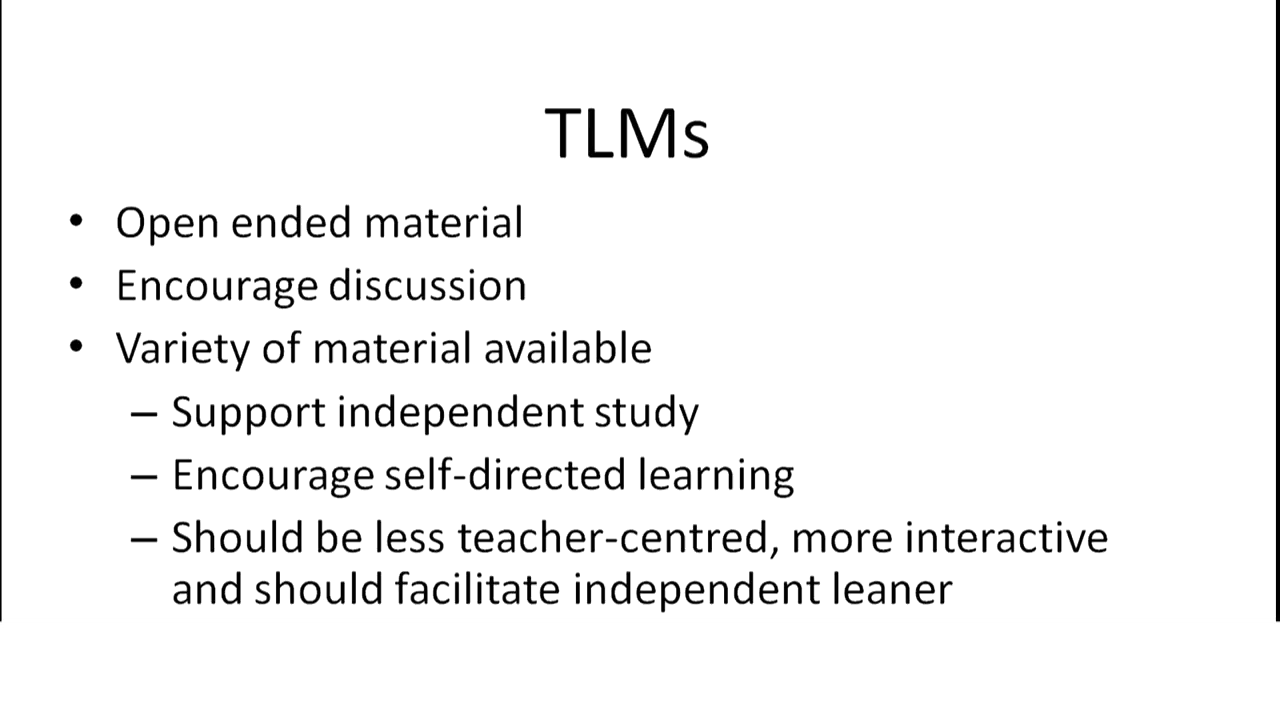 TLMs
• Open ended material
• Encourage discussion
• Variety of material available
– Support independent study
– Encourage self-directed learning
– Should be less teacher-centred, more interactive
and should facilitate independent leaner